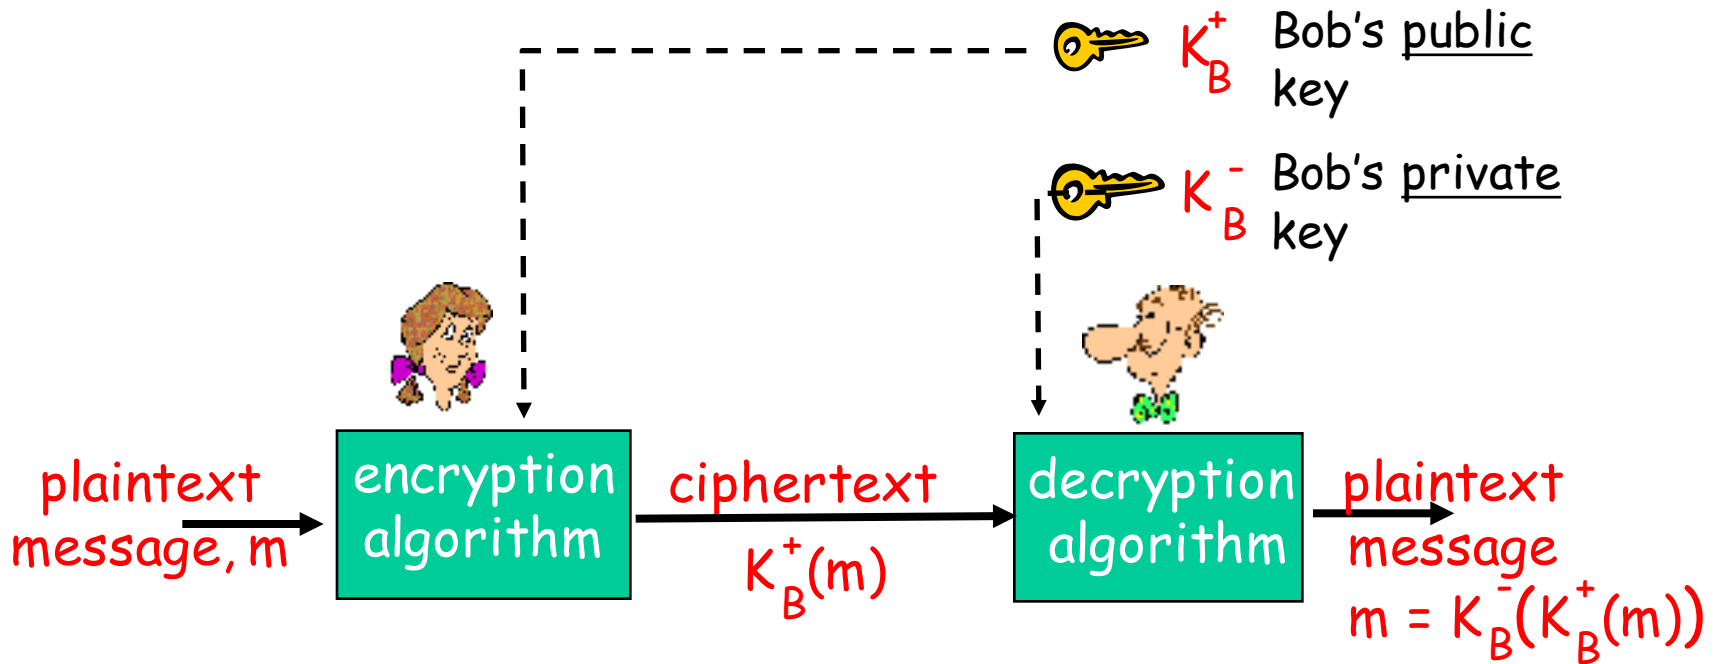 K_B^+ Bob's public
key
K_B^- Bob's private
key
plaintext
message, m
encryption
algorithm
ciphertext
K_B^+(m)
decryption
algorithm
plaintext
message
m = K_B^-(K_B^+(m))